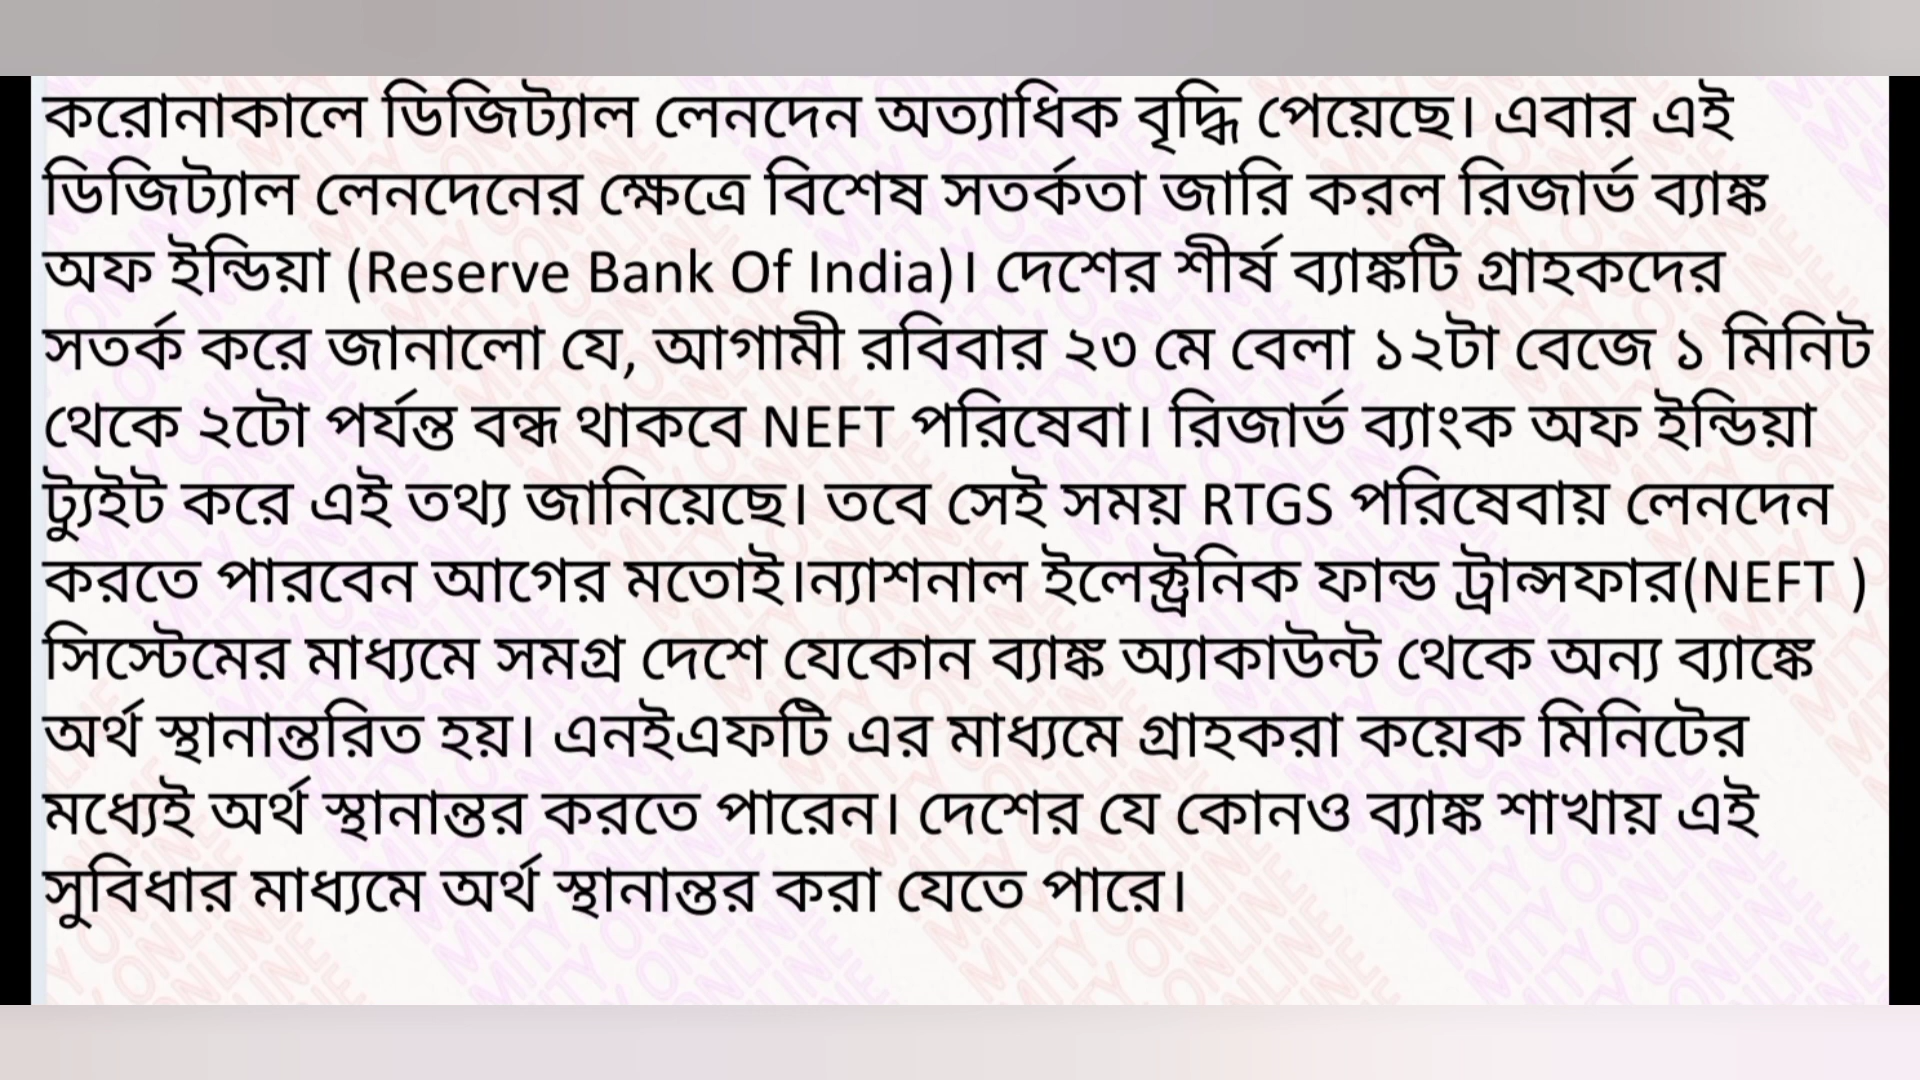 করোনাকালে ডিজিট্যাল লেনদেন অত্যাধিক বৃদ্ধি পেয়েছে। এবার এই
ডিজিট্যাল লেনদেনের ক্ষেত্রে বিশেষ সতর্কতা জারি করল রিজার্ভ ব্যাঙ্ক
অফ ইন্ডিয়া (Reserve Bank Of India)। দেশের শীর্ষ ব্যাঙ্কটি গ্রাহকদের
সতর্ক করে জানালো যে, আগামী রবিবার ২৩ মে বেলা ১২টা বেজে ১ মিনিট
থেকে ২টো পর্যন্ত বন্ধ থাকবে NEFT পরিষেবা। রিজার্ভ ব্যাংক অফ ইন্ডিয়া
ট্যুইট করে এই তথ্য জানিয়েছে। তবে সেই সময় RTGS পরিষেবায় লেনদেন
করতে পারবেন আগের মতোই।ন্যাশনাল ইলেক্ট্রনিক ফান্ড ট্রান্সফার(NEFT )
সিস্টেমের মাধ্যমে সমগ্র দেশে যেকোন ব্যাঙ্ক অ্যাকাউন্ট থেকে অন্য ব্যাঙ্কে
অর্থ স্থানান্তরিত হয়। এনইএফটি এর মাধ্যমে গ্রাহকরা কয়েক মিনিটের
মধ্যেই অর্থ স্থানান্তর করতে পারেন। দেশের যে কোনও ব্যাঙ্ক শাখায় এই
সুবিধার মাধ্যমে অর্থ স্থানান্তর করা যেতে পারে।